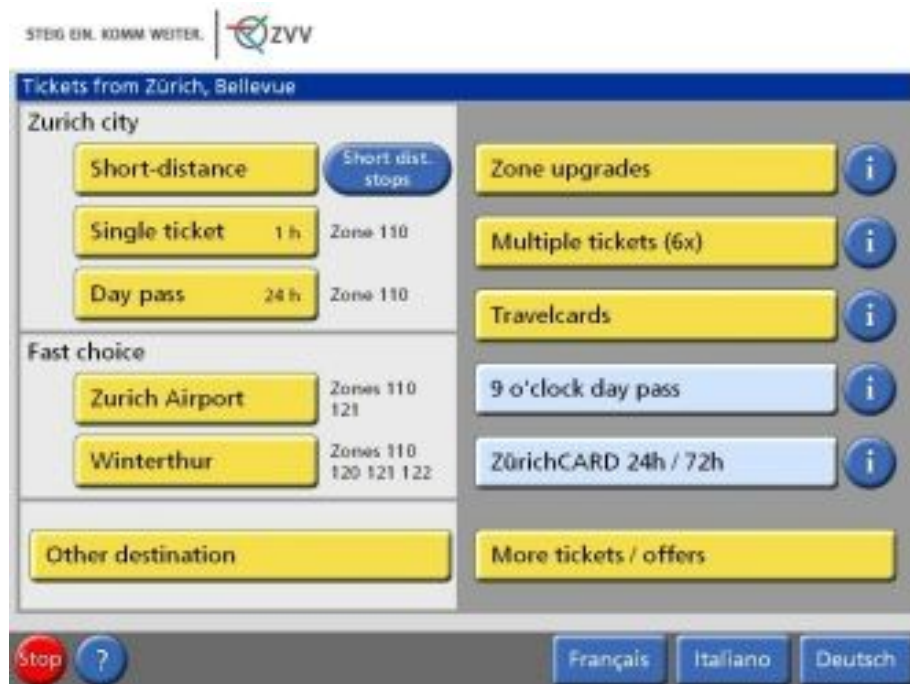 STEIG EIN. KOMM WEITER.
ZVV
Tickets from Zürich, Bellevue
Zurich city
Short-distance
Short dist.
stops
Single ticket 1 h
Zone 110
Day pass 24 h
Zone 110
Fast choice
Zurich Airport
Zones 110
121
Winterthur
Zones 110
120 121 122
Other destination
Zone upgrades
i
Multiple tickets (6x)
i
Travelcards
i
9 o'clock day pass
i
ZürichCARD 24h / 72h
i
More tickets / offers
Stop
?
Français
Italiano
Deutsch